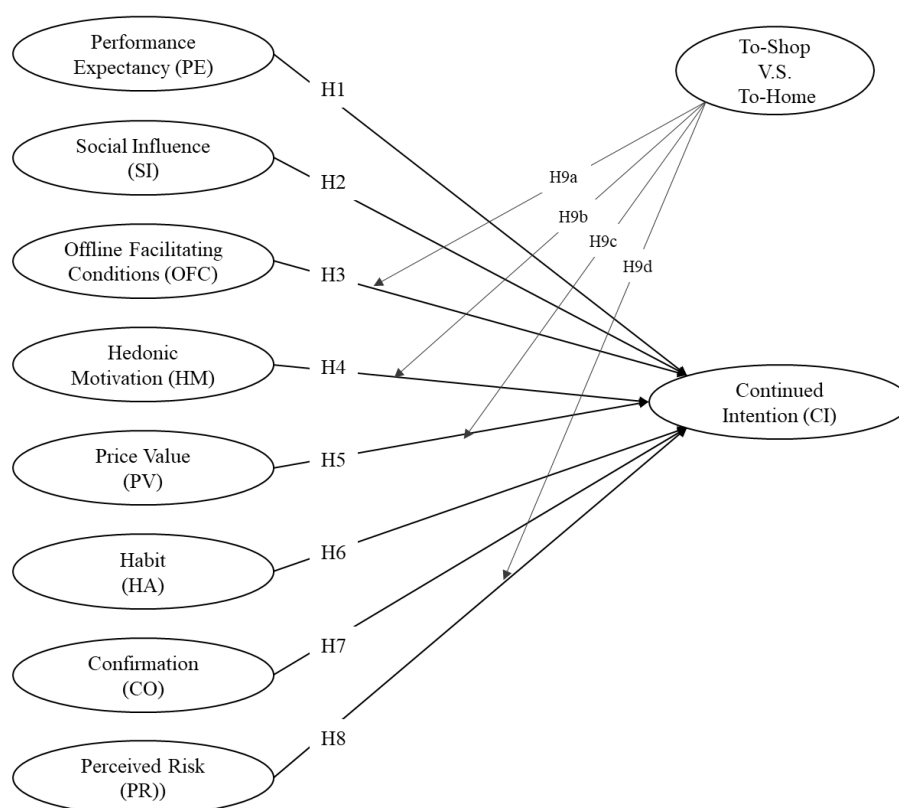 Performance
Expectancy (PE)
To-Shop
V.S.
To-Home
H1
Social Influence
(SI)
H2
H9a
H9b
Offline Facilitating
Conditions (OFC)
H3
H9c
H9d
Hedonic
Motivation (HM)
H4
Continued
Intention (CI)
Price Value
(PV)
H5
Habit
(HA)
H6
Confirmation
(CO)
H7
Perceived Risk
(PR))
H8